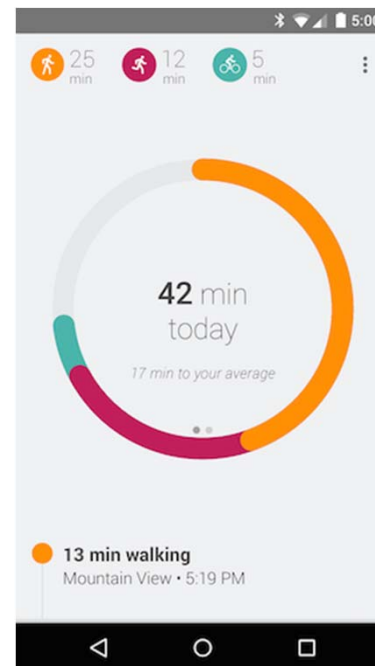 5:00
25 min
12 min
5 min
42 min
today
17 min to your average
13 min walking
Mountain View • 5:19 PM